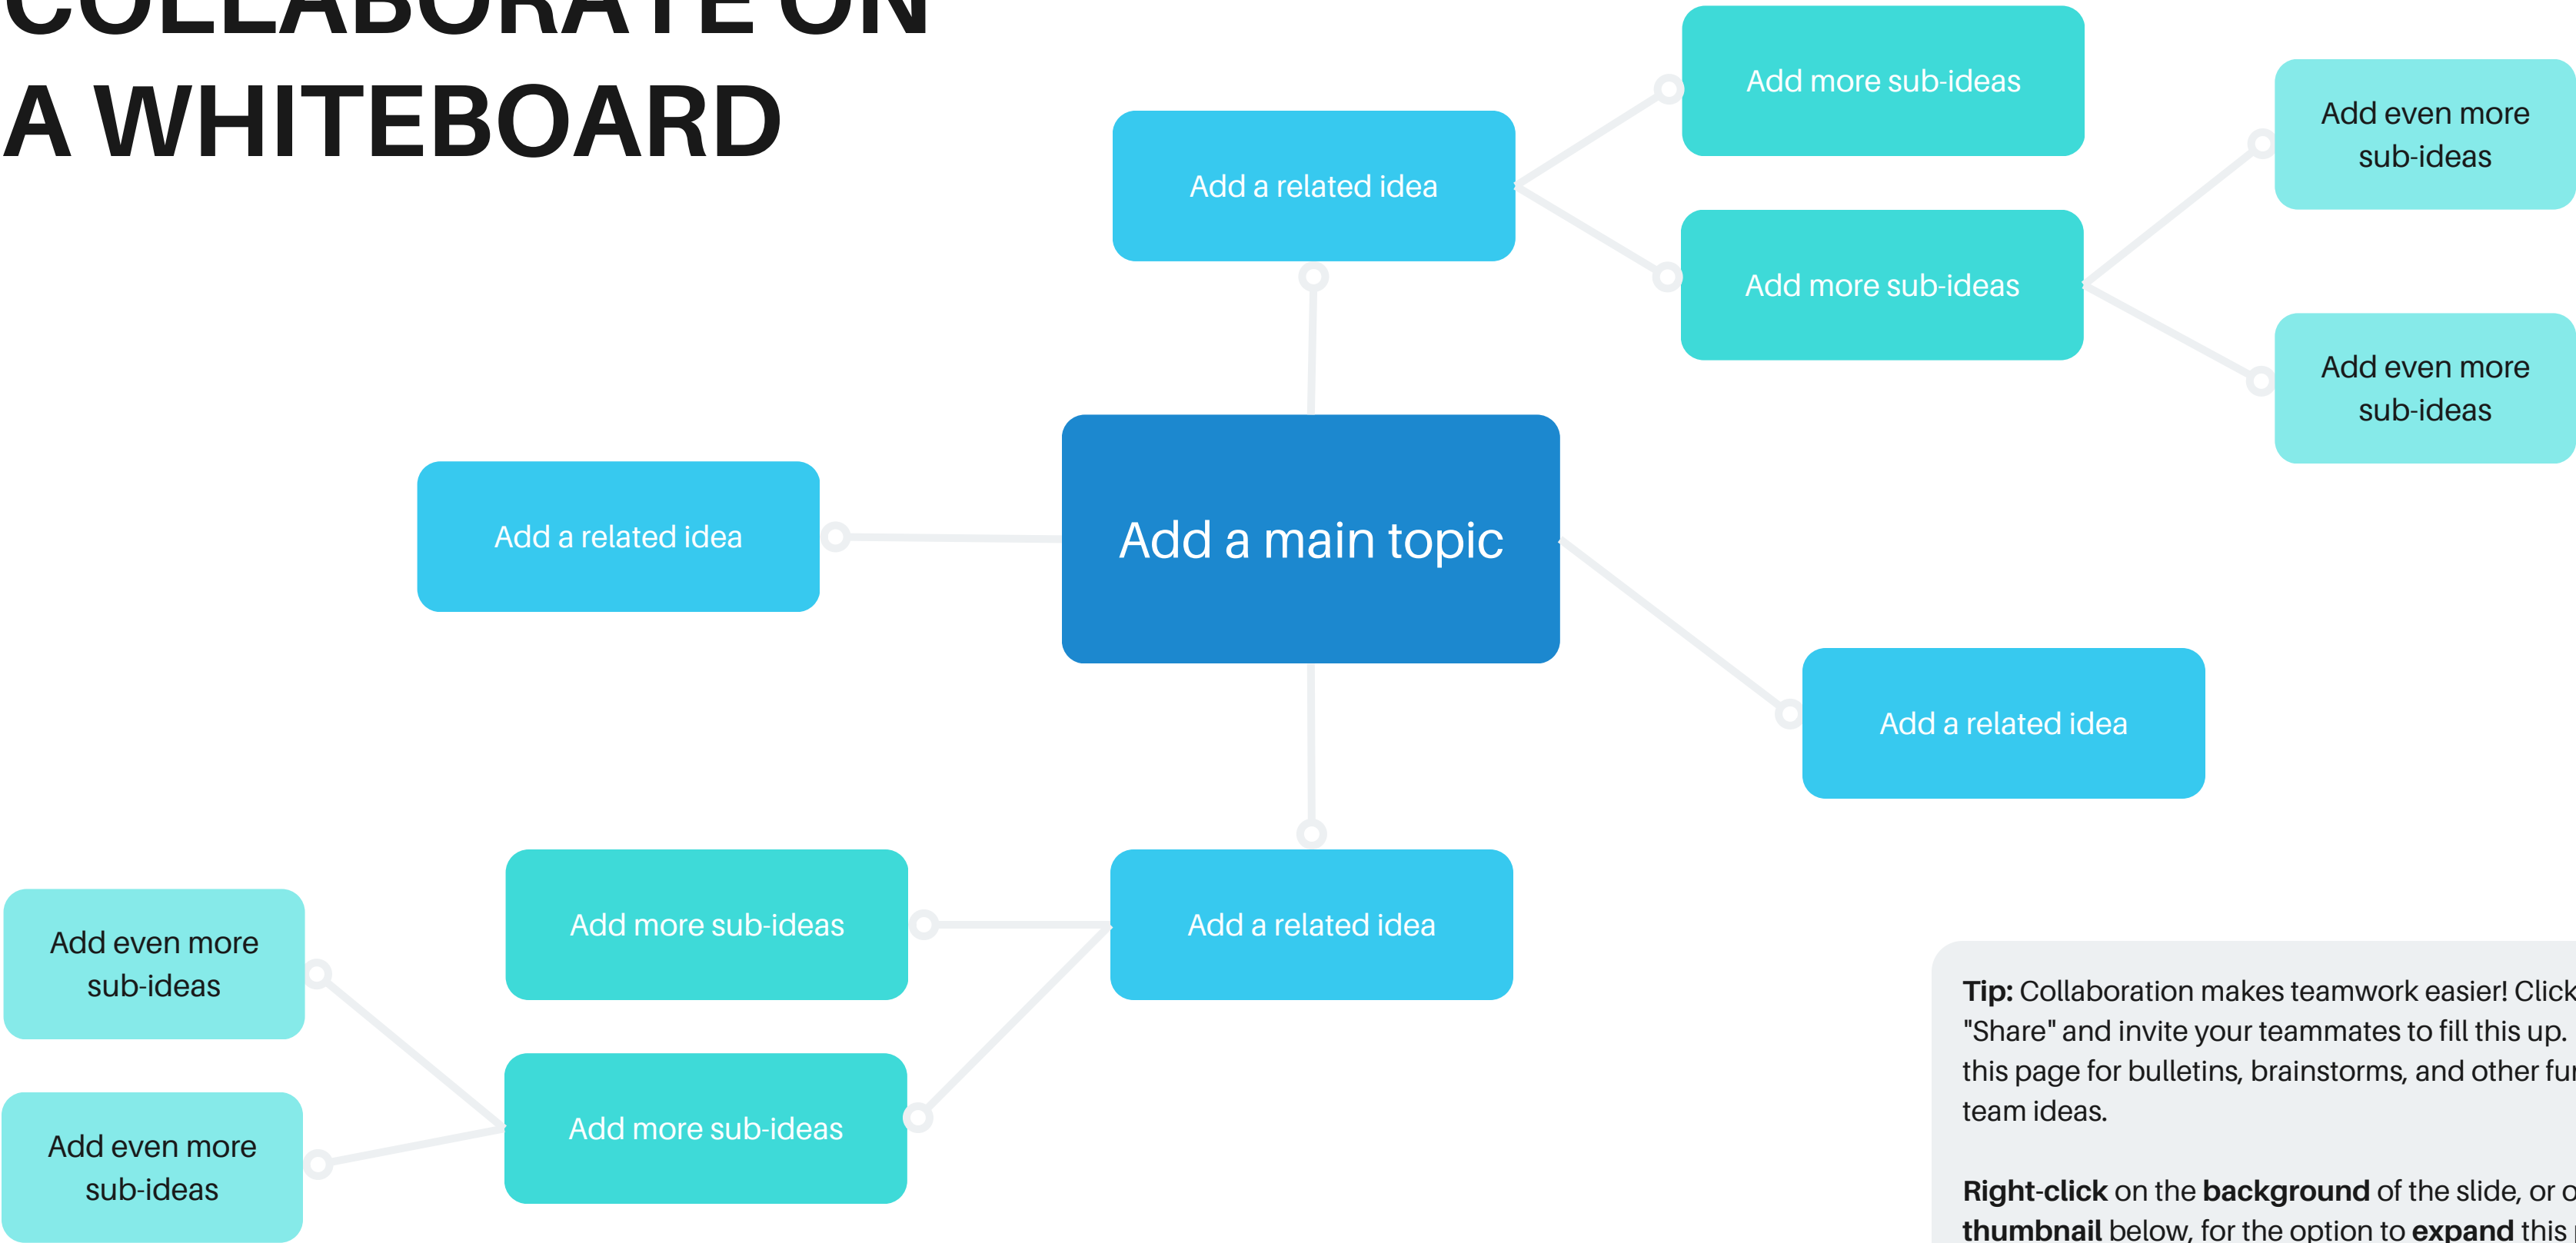 COLLABORATE ON
A WHITEBOARD
Add more sub-ideas
Add even more
sub-ideas
Add a related idea
Add more sub-ideas
Add even more
sub-ideas
Add a related idea
Add a main topic
Add a related idea
Add more sub-ideas
Add a related idea
Add even more
sub-ideas
Add more sub-ideas
Add even more
sub-ideas
Tip: Collaboration makes teamwork easier! Click
"Share" and invite your teammates to fill this up.
this page for bulletins, brainstorms, and other
team ideas.
Right-click on the background of the slide, or
thumbnail below, for the option to expand this